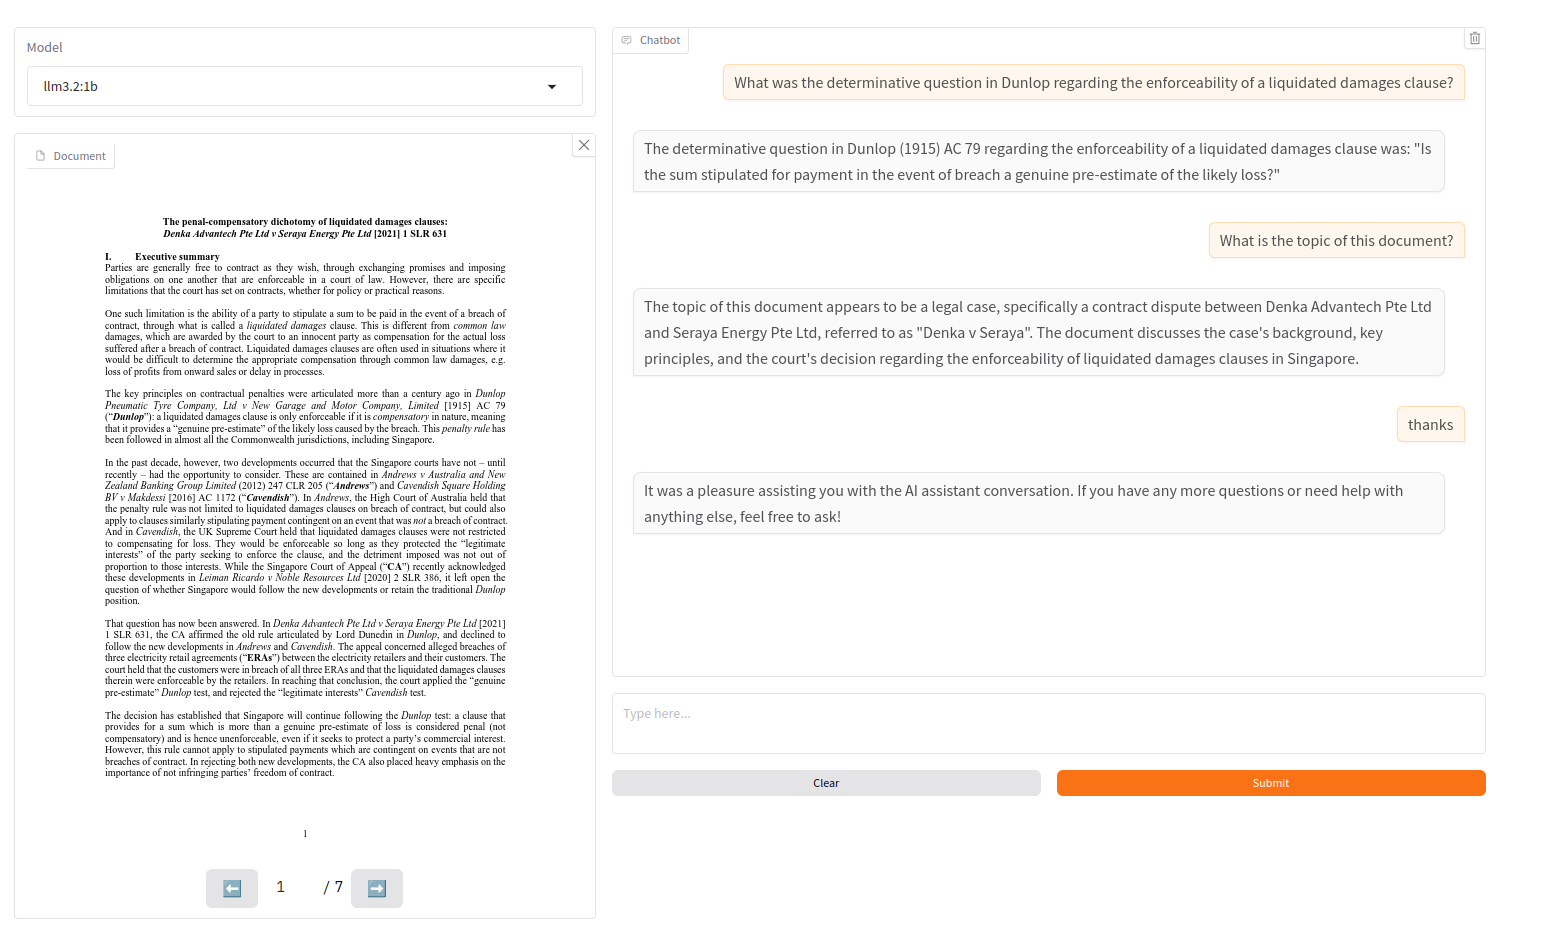 Model
llm3.2:1b
Document
The penal-compensatory dichotomy of liquidated damages clauses:
Denka Advantech Pte Ltd v Seraya Energy Pte Ltd [2021] 1 SLR 631
I. Executive summary
Parties are generally free to contract as they wish, through exchanging promises and imposing
obligations on one another that are enforceable in a court of law. However, there are specific
limitations that the court has set on contracts, whether for policy or practical reasons.
One such limitation is the ability of a party to stipulate a sum to be paid in the event of a breach of
contract, through what is called a liquidated damages clause. This is different from common law
damages, which are awarded by the court to an innocent party as compensation for the actual loss
suffered after a breach of contract. Liquidated damages clauses are often used in situations where it
would be difficult to determine the appropriate compensation through common law damages, e.g.
loss of profits from onward sales or delay in processes.
The key principles on contractual penalties were articulated more than a century ago in Dunlop
Pneumatic Tyre Company, Ltd v New Garage and Motor Company, Limited [1915] AC 79
(“Dunlop”): a liquidated damages clause is only enforceable if it is compensatory in nature, meaning
that it provides a “genuine pre-estimate” of the likely loss caused by the breach. This penalty rule has
been followed in almost all the Commonwealth jurisdictions, including Singapore.
In the past decade, however, two developments occurred that the Singapore courts have not – until
recently – had the opportunity to consider. These are contained in Andrews v Australia and New
Zealand Banking Group Limited (2012) 247 CLR 205 (“Andrews”) and Cavendish Square Holding
BV v Makdessi [2016] AC 1172 (“Cavendish”). In Andrews, the High Court of Australia held that
the penalty rule was not limited to liquidated damages clauses on breach of contract, but could also
apply to clauses similarly stipulating payment contingent on an event that was not a breach of contract.
And in Cavendish, the UK Supreme Court held that liquidated damages clauses were not restricted
to compensating for loss. They would be enforceable so long as they protected the “legitimate
interests” of the party seeking to enforce the clause, and the detriment imposed was not out of
proportion to those interests. While the Singapore Court of Appeal (“CA”) recently acknowledged
these developments in Leiman Ricardo v Noble Resources Ltd [2020] 2 SLR 386, it left open the
question of whether Singapore would follow the new developments or retain the traditional Dunlop
position.
That question has now been answered. In Denka Advantech Pte Ltd v Seraya Energy Pte Ltd [2021]
1 SLR 631, the CA affirmed the old rule articulated by Lord Dunedin in Dunlop, and declined to
follow the new developments in Andrews and Cavendish. The appeal concerned alleged breaches of
three electricity retail agreements (“ERAs”) between the electricity retailers and their customers. The
court held that the customers were in breach of all three ERAs and that the liquidated damages clauses
therein were enforceable by the retailers. In reaching that conclusion, the court applied the “genuine
pre-estimate” Dunlop test, and rejected the “legitimate interests” Cavendish test.
The decision has established that Singapore will continue following the Dunlop test: a clause that
provides for a sum which is more than a genuine pre-estimate of loss is considered penal (not
compensatory) and is hence unenforceable, even if it seeks to protect a party’s commercial interest.
However, this rule cannot apply to stipulated payments which are contingent on events that are not
breaches of contract. In rejecting both new developments, the CA also placed heavy emphasis on the
importance of not infringing parties’ freedom of contract.
1
1 / 7
Chatbot
What was the determinative question in Dunlop regarding the enforceability of a liquidated damages clause?
The determinative question in Dunlop (1915) AC 79 regarding the enforceability of a liquidated damages clause was: "Is
the sum stipulated for payment in the event of breach a genuine pre-estimate of the likely loss?"
What is the topic of this document?
The topic of this document appears to be a legal case, specifically a contract dispute between Denka Advantech Pte Ltd
and Seraya Energy Pte Ltd, referred to as "Denka v Seraya". The document discusses the case's background, key
principles, and the court's decision regarding the enforceability of liquidated damages clauses in Singapore.
thanks
It was a pleasure assisting you with the AI assistant conversation. If you have any more questions or need help with
anything else, feel free to ask!
Type here...
Clear
Submit